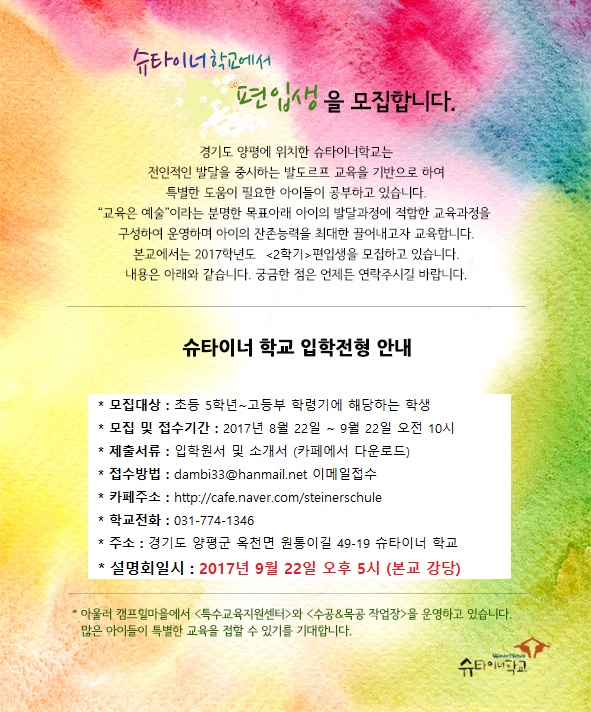 슈타이너학교에서
편입생을 모집합니다.
경기도 양평에 위치한 슈타이너학교는
전인적인 발달을 중시하는 발도르프 교육을 기반으로 하여
특별한 도움이 필요한 아이들이 공부하고 있습니다.
“교육은 예술”이라는 분명한 목표아래 아이의 발달과정에 적합한 교육과정을
구성하여 운영하며 아이의 잔존능력을 최대한 끌어내고자 교육합니다.
본교에서는 2017학년도 <2학기>편입생을 모집하고 있습니다.
내용은 아래와 같습니다. 궁금한 점은 언제든 연락주시길 바랍니다.
슈타이너 학교 입학전형 안내
* 모집대상 : 초등 5학년~고등부 학령기에 해당하는 학생
* 모집 및 접수기간 : 2017년 8월 22일 ~ 9월 22일 오전 10시
* 제출서류 : 입학원서 및 소개서 (카페에서 다운로드)
* 접수방법 : dambi33@hanmail.net 이메일접수
* 카페주소 : http://cafe.naver.com/steinerschule
* 학교전화 : 031-774-1346
* 주소 : 경기도 양평군 옥천면 원통이길 49-19 슈타이너 학교
* 설명회일시 : 2017년 9월 22일 오후 5시 (본교 강당)
* 아울러 캠프힐마을에서 <특수교육지원센터>와 <수공&목공 작업장>을 운영하고 있습니다.
많은 아이들이 특별한 교육을 접할 수 있기를 기대합니다.
슈타이너학교